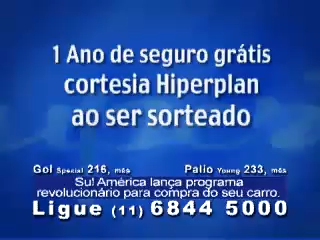 1 Ano de seguro grátis
cortesia Hiperplan
ao ser sorteado
Gol Special 216, mês Palio Young 233, mês
Sul América lança programa
revolucionário para compra do seu carro.
Ligue (11) 6844 5000